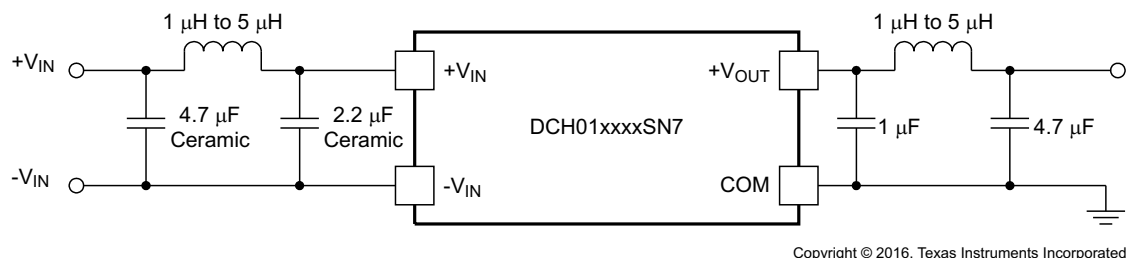 1 μH to 5 μH
1 μH to 5 μH
+VIN
+VIN
+VOUT
4.7 μF
Ceramic
2.2 μF
Ceramic
DCH01xxxxSN7
1 μF
4.7 μF
-VIN
-VIN
COM
Copyright © 2016, Texas Instruments Incorporated